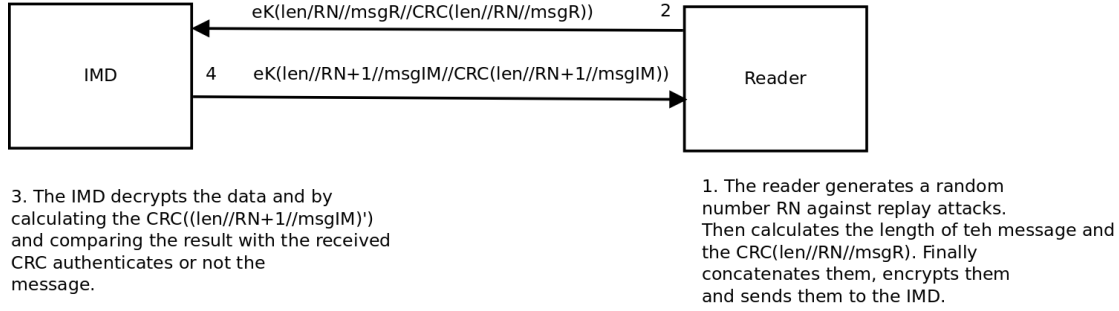 eK(len/RN//msgR//CRC(len//RN//msgR)) 2
IMD
4 eK(len//RN+1//msgIM//CRC(len//RN+1//msgIM))
Reader
3. The IMD decrypts the data and by
calculating the CRC((len//RN+1//msgIM)')
and comparing the result with the received
CRC authenticates or not the
message.
1. The reader generates a random
number RN against replay attacks.
Then calculates the length of teh message and
the CRC(len//RN//msgR). Finally
concatenates them, encrypts them
and sends them to the IMD.